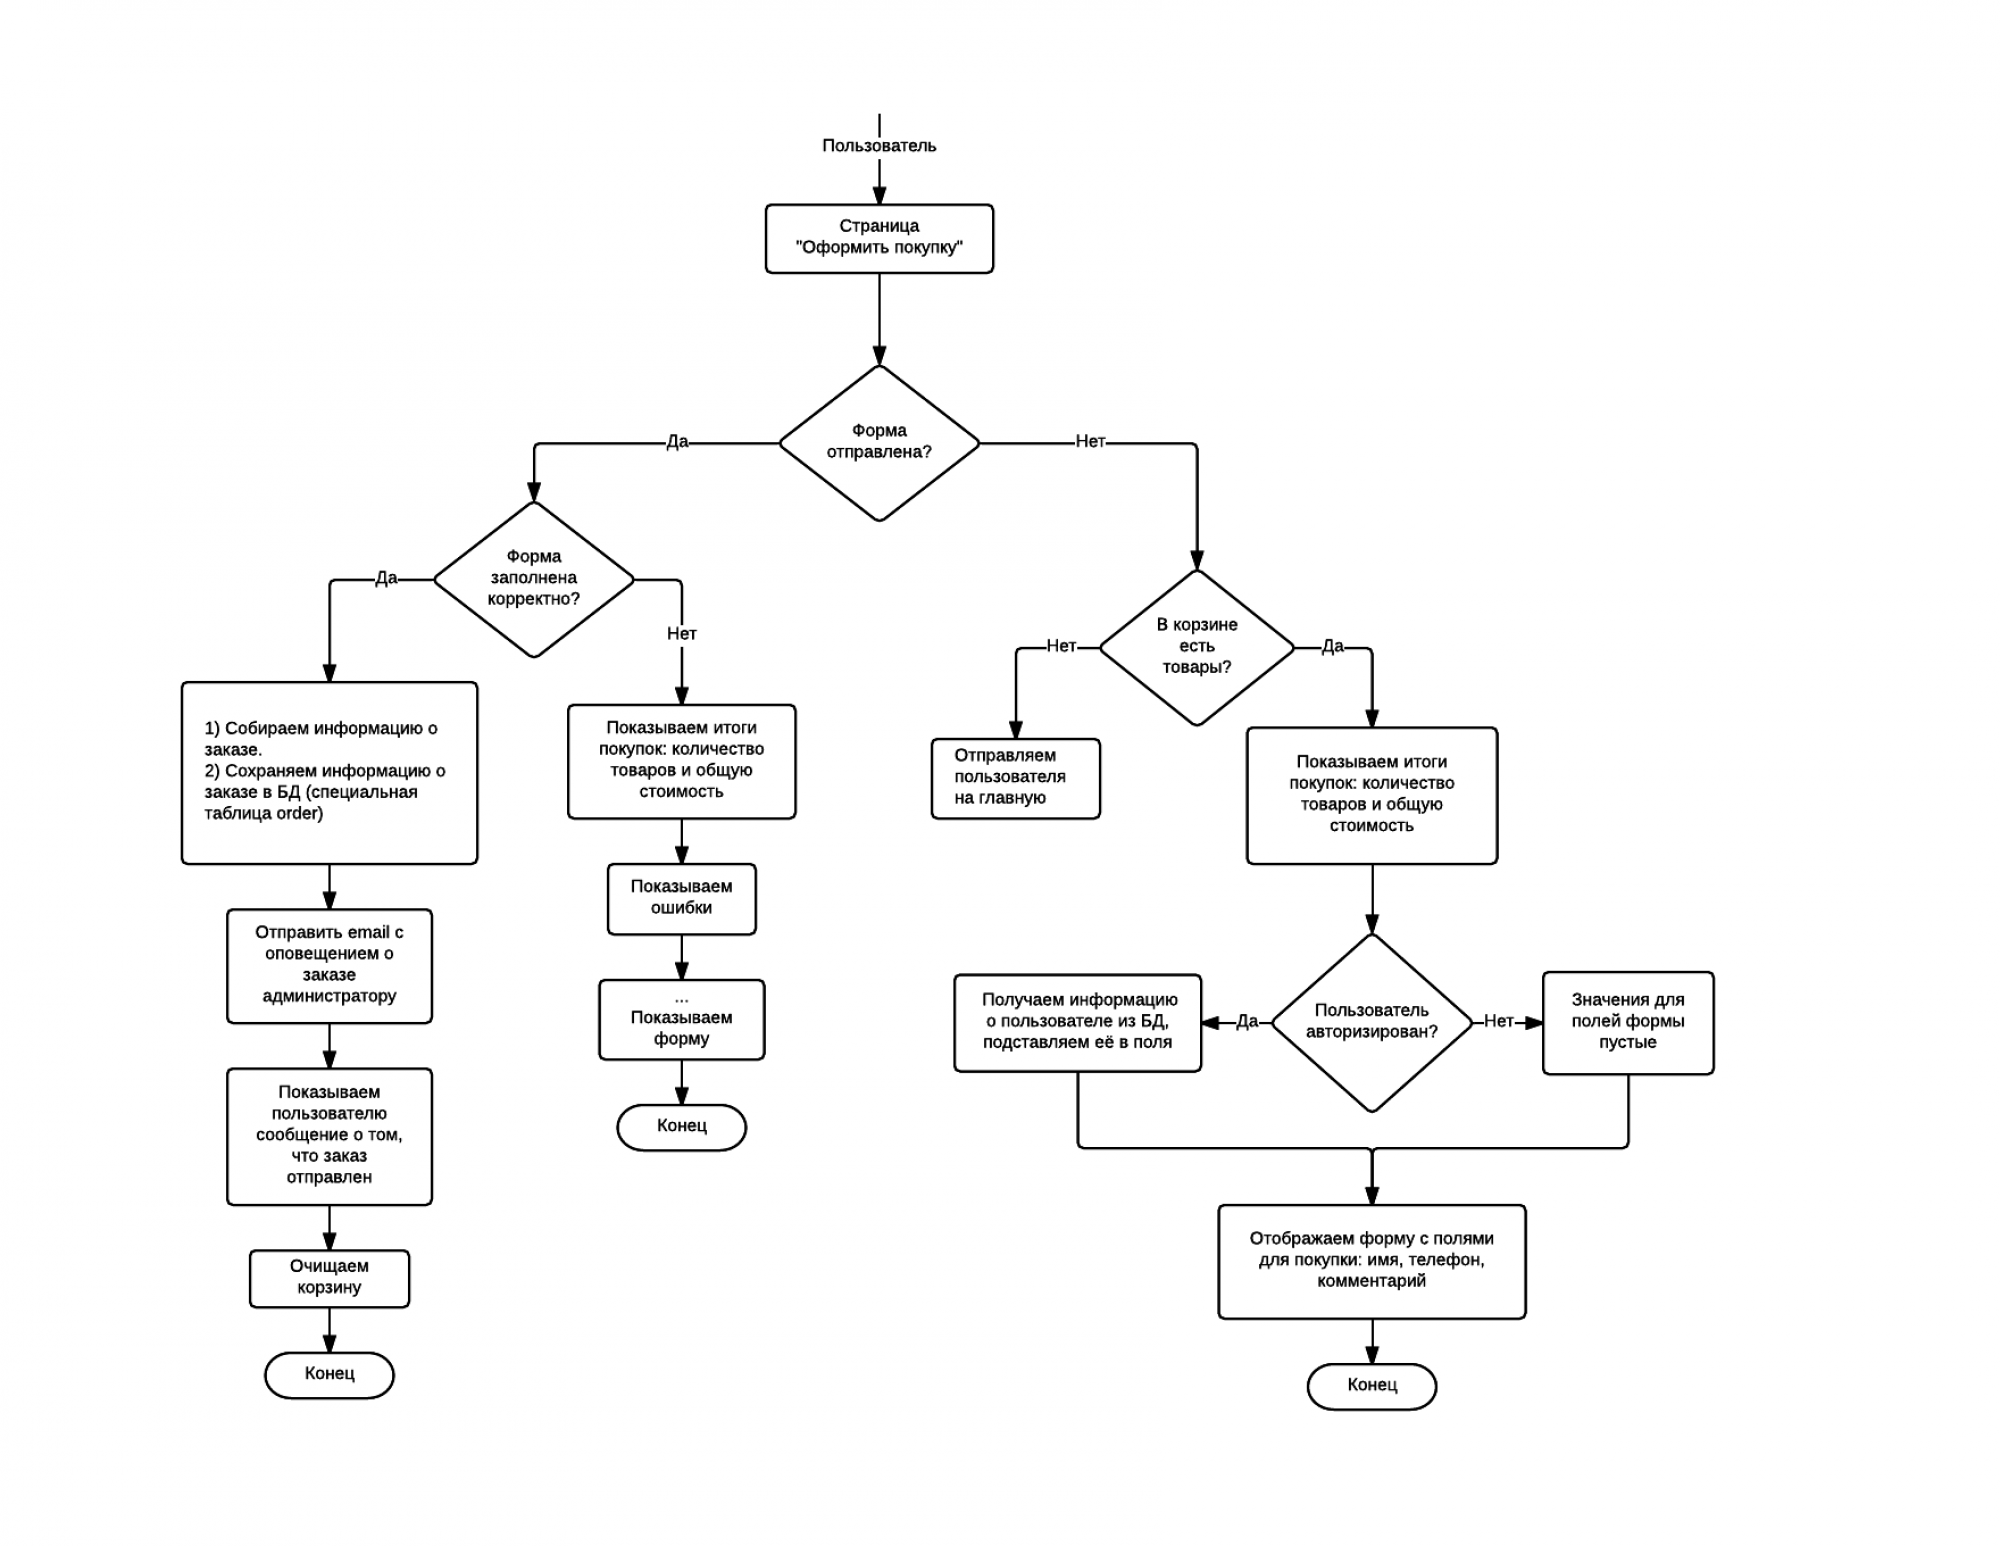 Пользователь
Страница
"Оформить покупку"
Форма
отправлена?
Да
Нет
Форма
заполнена
корректно?
Да
Нет
1) Собираем информацию о
заказе.
2) Сохраняем информацию о
заказе в БД (специальная
таблица order)
Отправить email с
оповещением о
заказе
администратору
Показываем
пользователю
сообщение о том,
что заказ
отправлен
Очищаем
корзину
Конец
Показываем итоги
покупок: количество
товаров и общую
стоимость
Показываем
ошибки
...
Показываем
форму
Конец
В корзине
есть
товары?
Нет
Да
Отправляем
пользователя
на главную
Показываем итоги
покупок: количество
товаров и общую
стоимость
Пользователь
авторизирован?
Да
Нет
Получаем информацию
о пользователе из БД,
подставляем её в поля
Значения для
полей формы
пустые
Отображаем форму с полями
для покупки: имя, телефон,
комментарий
Конец